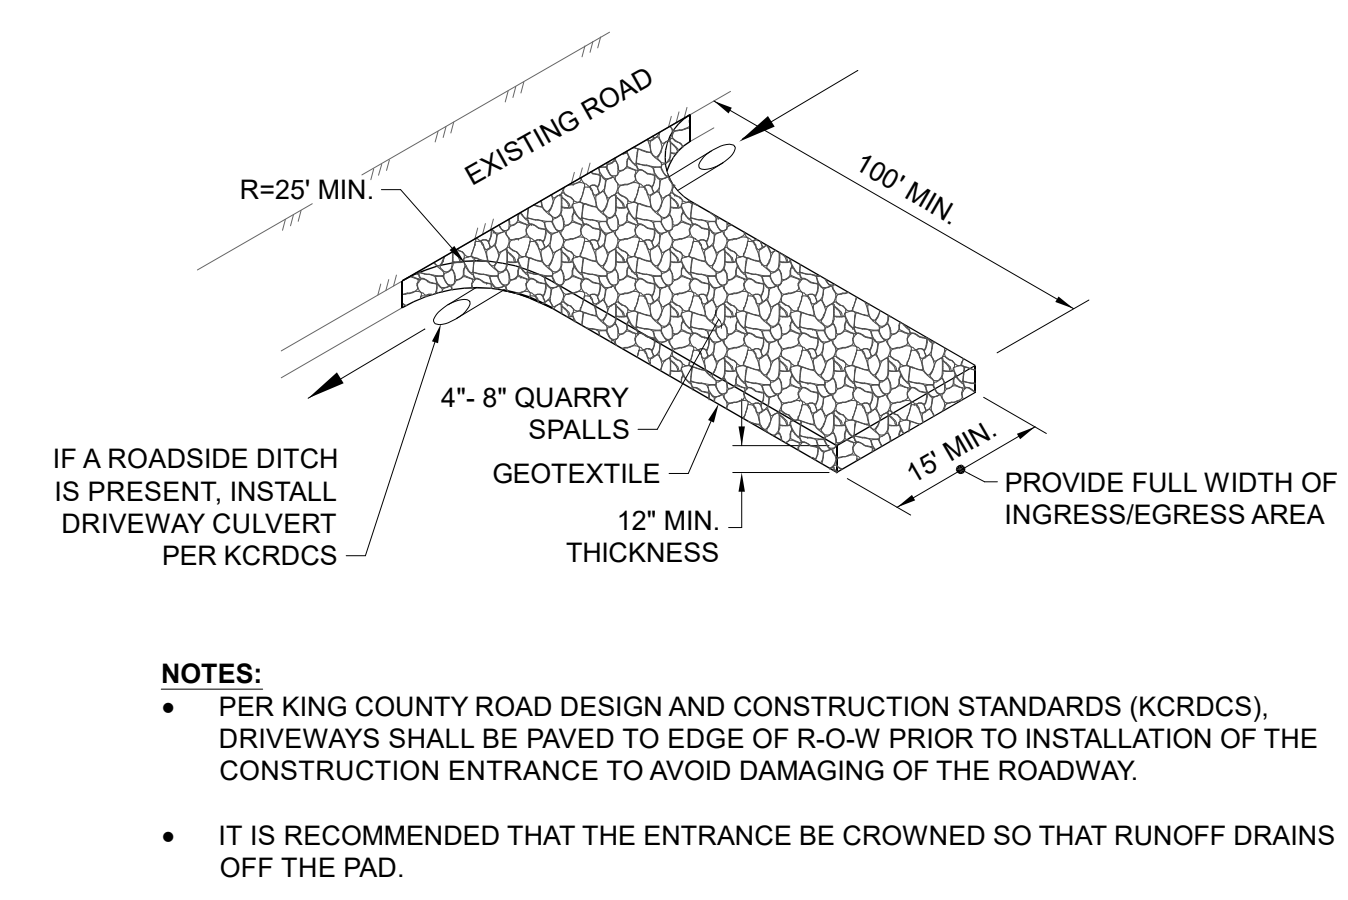 EXISTING ROAD
R=25' MIN.
100' MIN.
4"- 8" QUARRY
SPALLS
GEOTEXTILE
12" MIN.
THICKNESS
15' MIN.
PROVIDE FULL WIDTH OF
INGRESS/EGRESS AREA
IF A ROADSIDE DITCH
IS PRESENT, INSTALL
DRIVEWAY CULVERT
PER KCRDCS
NOTES:
● PER KING COUNTY ROAD DESIGN AND CONSTRUCTION STANDARDS (KCRDCS),
DRIVEWAYS SHALL BE PAVED TO EDGE OF R-O-W PRIOR TO INSTALLATION OF THE
CONSTRUCTION ENTRANCE TO AVOID DAMAGING OF THE ROADWAY.
● IT IS RECOMMENDED THAT THE ENTRANCE BE CROWNED SO THAT RUNOFF DRAINS
OFF THE PAD.